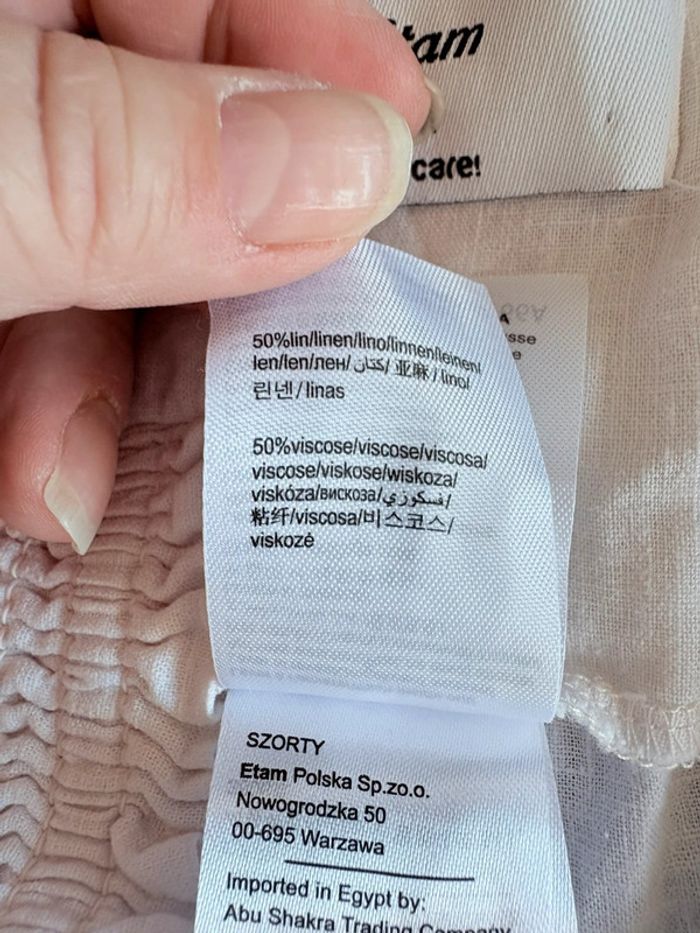 tam
care!
sse
e
50%lin/linen/lino/linnen/leinen/
len/len/лен/كتان/ 亚麻 / lino/
린넨/linas
50%viscose/viscose/viscosa/
viscose/viskose/wiskoza/
viskóza/вискоза/فسكوزي/
粘纤/viscosa/비스코스/
viskozė
SZORTY
Etam Polska Sp.zo.o.
Nowogrodzka 50
00-695 Warzawa
Imported in Egypt by:
Abu Shakra Trading Company